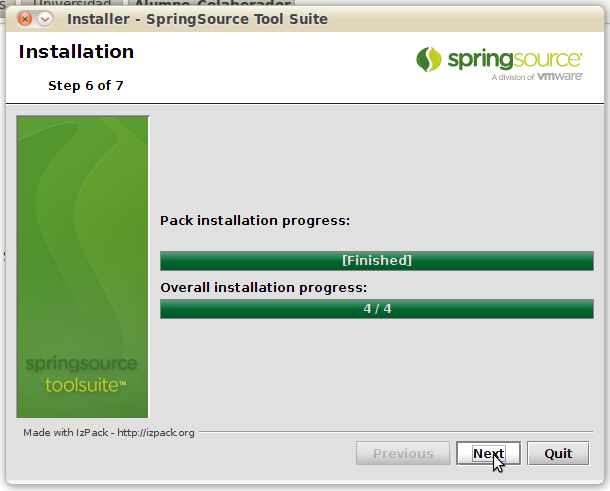 Universidad
Alumno Colaborador
Installer - SpringSource Tool Suite
Installation
Step 6 of 7
springsource
A division of vmware
Pack installation progress:
[Finished]
Overall installation progress:
4 / 4
springsource
toolsuite™
Made with IzPack - http://izpack.org
Previous
Next
Quit